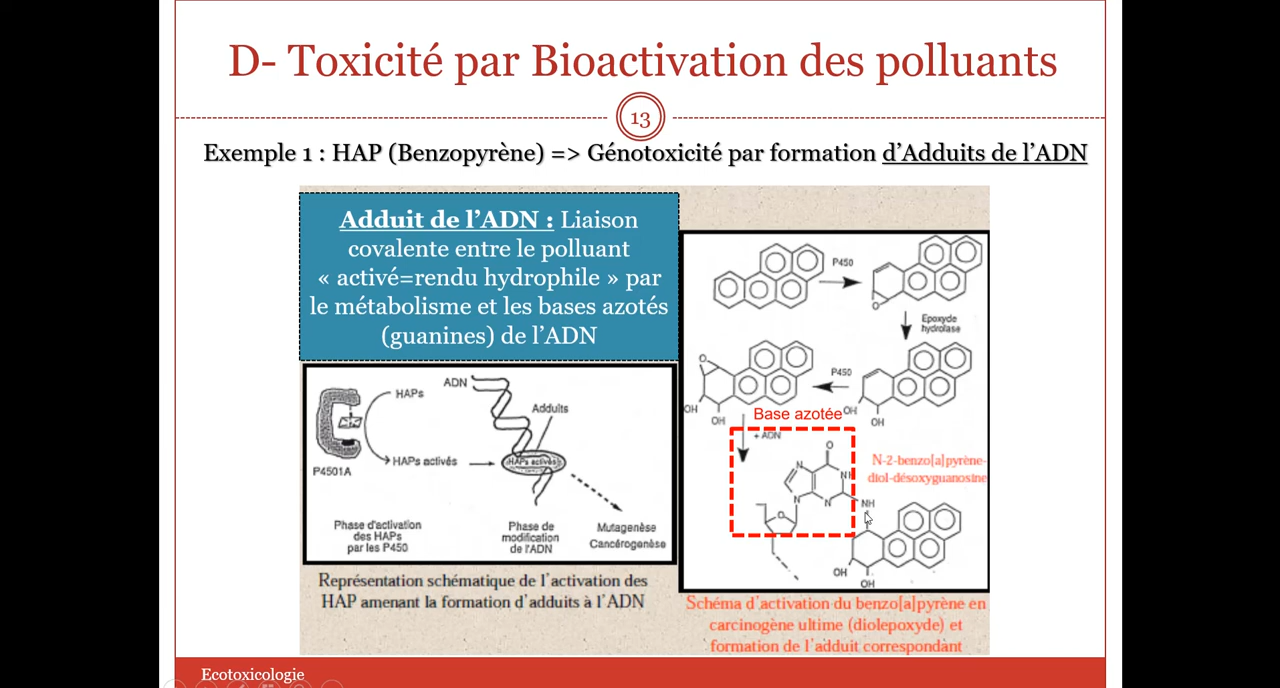 D- Toxicité par Bioactivation des polluants
13
Exemple 1 : HAP (Benzopyrène) => Génotoxicité par formation d'Adduits de l'ADN
Adduit de l'ADN : Liaison
covalente entre le polluant
« activé=rendu hydrophile » par
le métabolisme et les bases azotés
(guanines) de l'ADN
ADN
HAPs
Adduits
HAPs activés
HAPs activés
P4501A
Phase d'activation
des HAPs
par les P450
Phase de
modification
de l'ADN
Mutagenèse
Cancérogenèse
Représentation schématique de l'activation des
HAP amenant la formation d'adduits à l'ADN
P450
O
Epoxyde
hydrolase
O
P450
OH
OH
OH
OH
Base azotée
+ ADN
O
N
NH
N
N
NH
O
N-2-benzo[a]pyrène-
diol-désoxyguanosine
OH
OH
Schéma d'activation du benzo[a]pyrène en
carcinogène ultime (diolepoxyde) et
formation de l'adduit correspondant
Ecotoxicologie